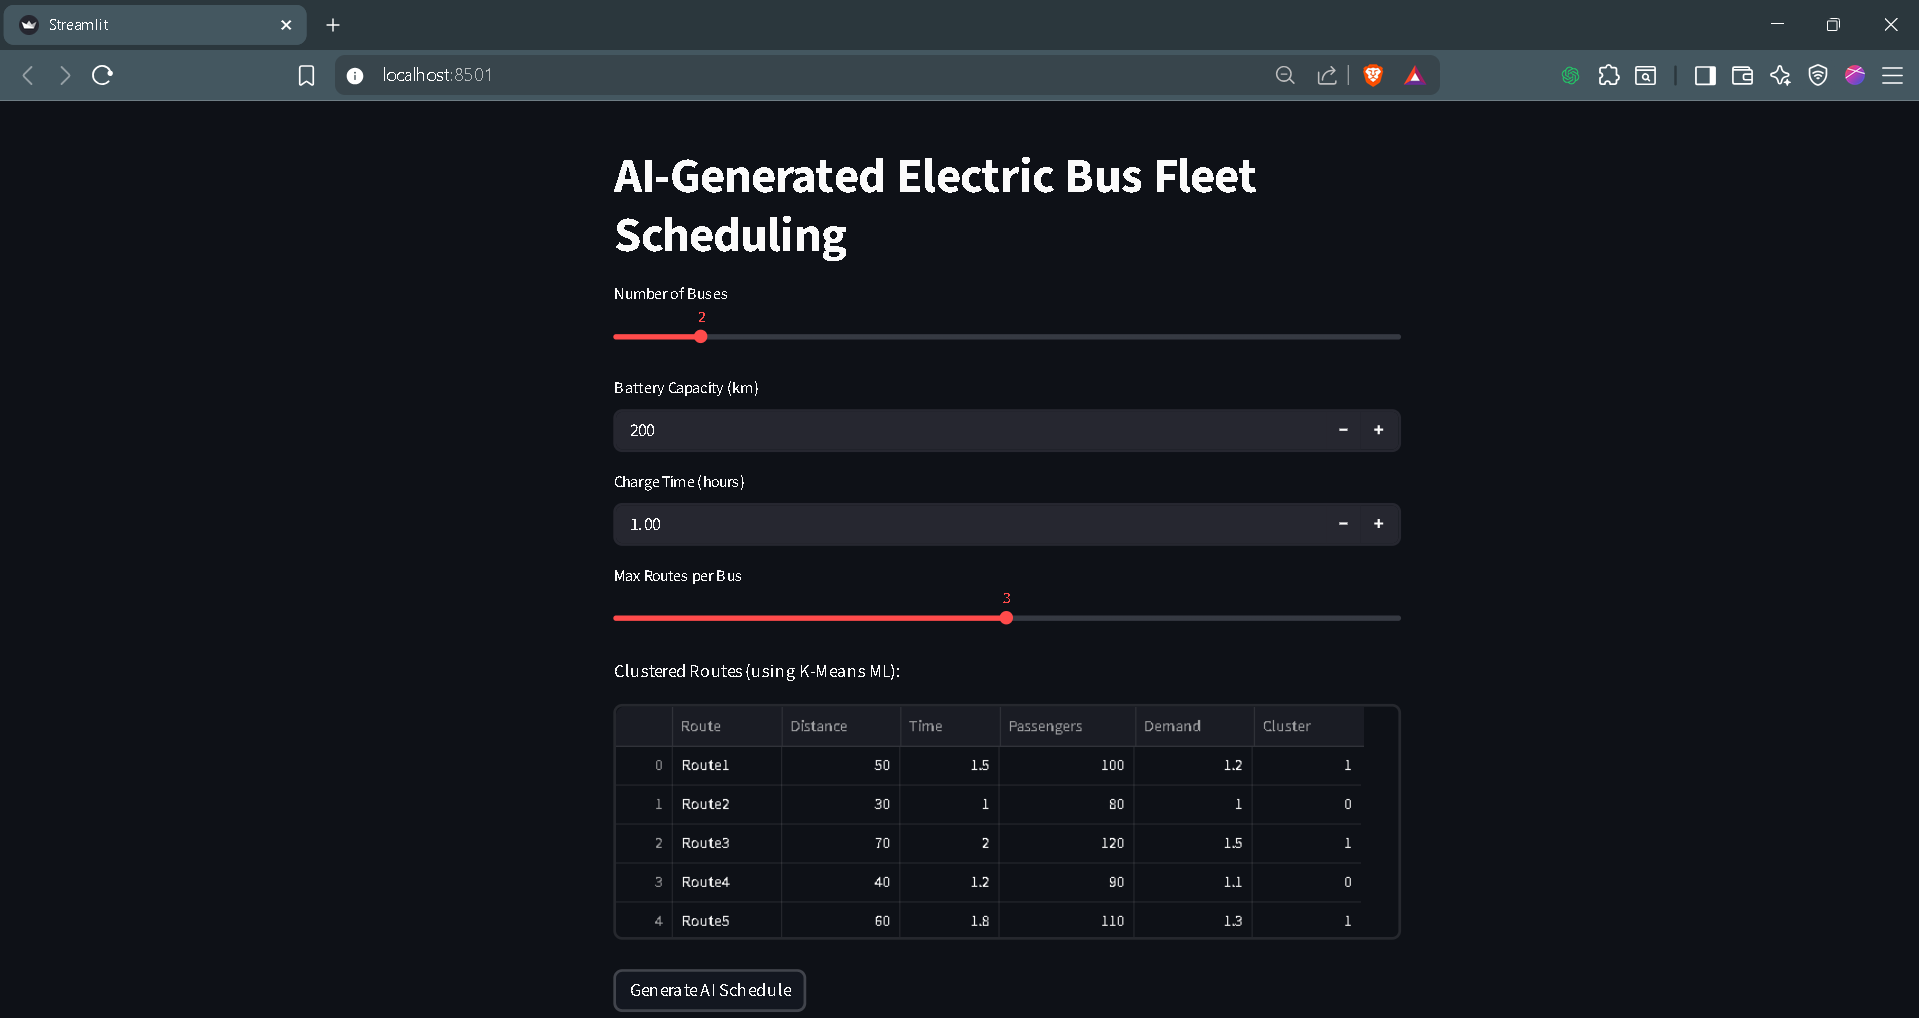 Streamlit
localhost:8501
AI-Generated Electric Bus Fleet
Scheduling
Number of Buses
2
Battery Capacity (km)
200
Charge Time (hours)
1.00
Max Routes per Bus
3
Clustered Routes (using K-Means ML):
Route Distance Time Passengers Demand Cluster
0 Route1 50 1.5 100 1.2 1
1 Route2 30 1 80 1 0
2 Route3 70 2 120 1.5 1
3 Route4 40 1.2 90 1.1 0
4 Route5 60 1.8 110 1.3 1
Generate AI Schedule